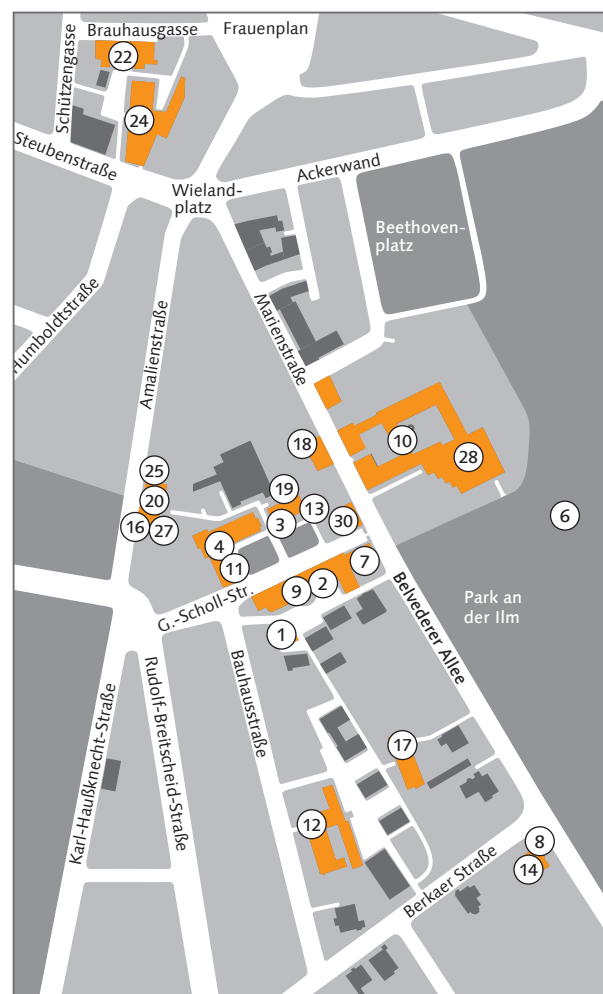 Brauhausgasse
Frauenplan
22
Schützengasse
24
Steubenstraße
Ackerwand
Wieland-
platz
Beethoven-
platz
Humboldtstraße
Amalienstraße
Marienstraße
18
10
28
25
19
20
13
6
16
27
3
30
4
11
7
2
9
G.-Scholl-Str.
Park an
der Ilm
1
Belvederer Allee
Bauhausstraße
Rudolf-Breitscheid-Straße
Karl-Haußknecht-Straße
17
12
8
14
Berkaer Straße